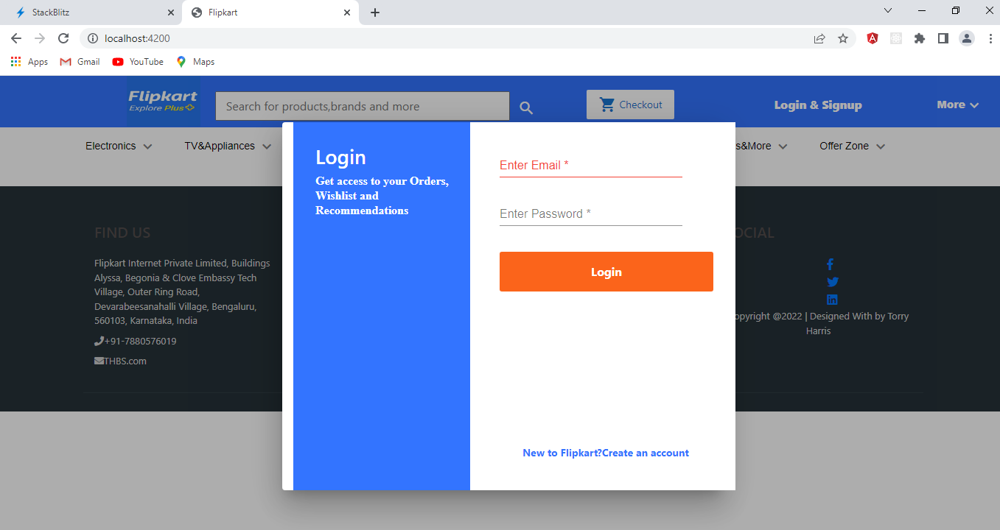 StackBlitz
Flipkart
localhost:4200
Apps
Gmail
YouTube
Maps
Flipkart
Explore Plus
Search for products,brands and more
Checkout
Login & Signup
More
Electronics
TV&Appliances
s&More
Offer Zone
Login
Get access to your Orders,
Wishlist and
Recommendations
Enter Email *
Enter Password *
Login
New to Flipkart?Create an account
FIND US
Flipkart Internet Private Limited, Buildings
Alyssa, Begonia & Clove Embassy Tech
Village, Outer Ring Road,
Devarabeesanahalli Village, Bengaluru,
560103, Karnataka, India
+91-7880576019
THBS.com
OCIAL
opyright @2022 | Designed With by Torry
Harris